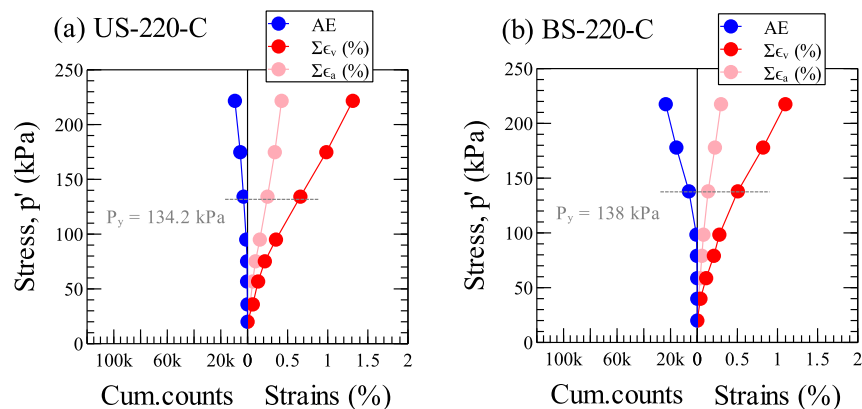 (a) US-220-C
AE
Σϵᵥ (%)
Σϵₐ (%)
250
200
150
100
50
0
Stress, p' (kPa)
P_y = 134.2 kPa
100k 60k 20k 0 0.5 1 1.5 2
Cum.counts Strains (%)
(b) BS-220-C
AE
Σϵᵥ (%)
Σϵₐ (%)
250
200
150
100
50
0
Stress, p' (kPa)
P_y = 138 kPa
100k 60k 20k 0 0.5 1 1.5 2
Cum.counts Strains (%)